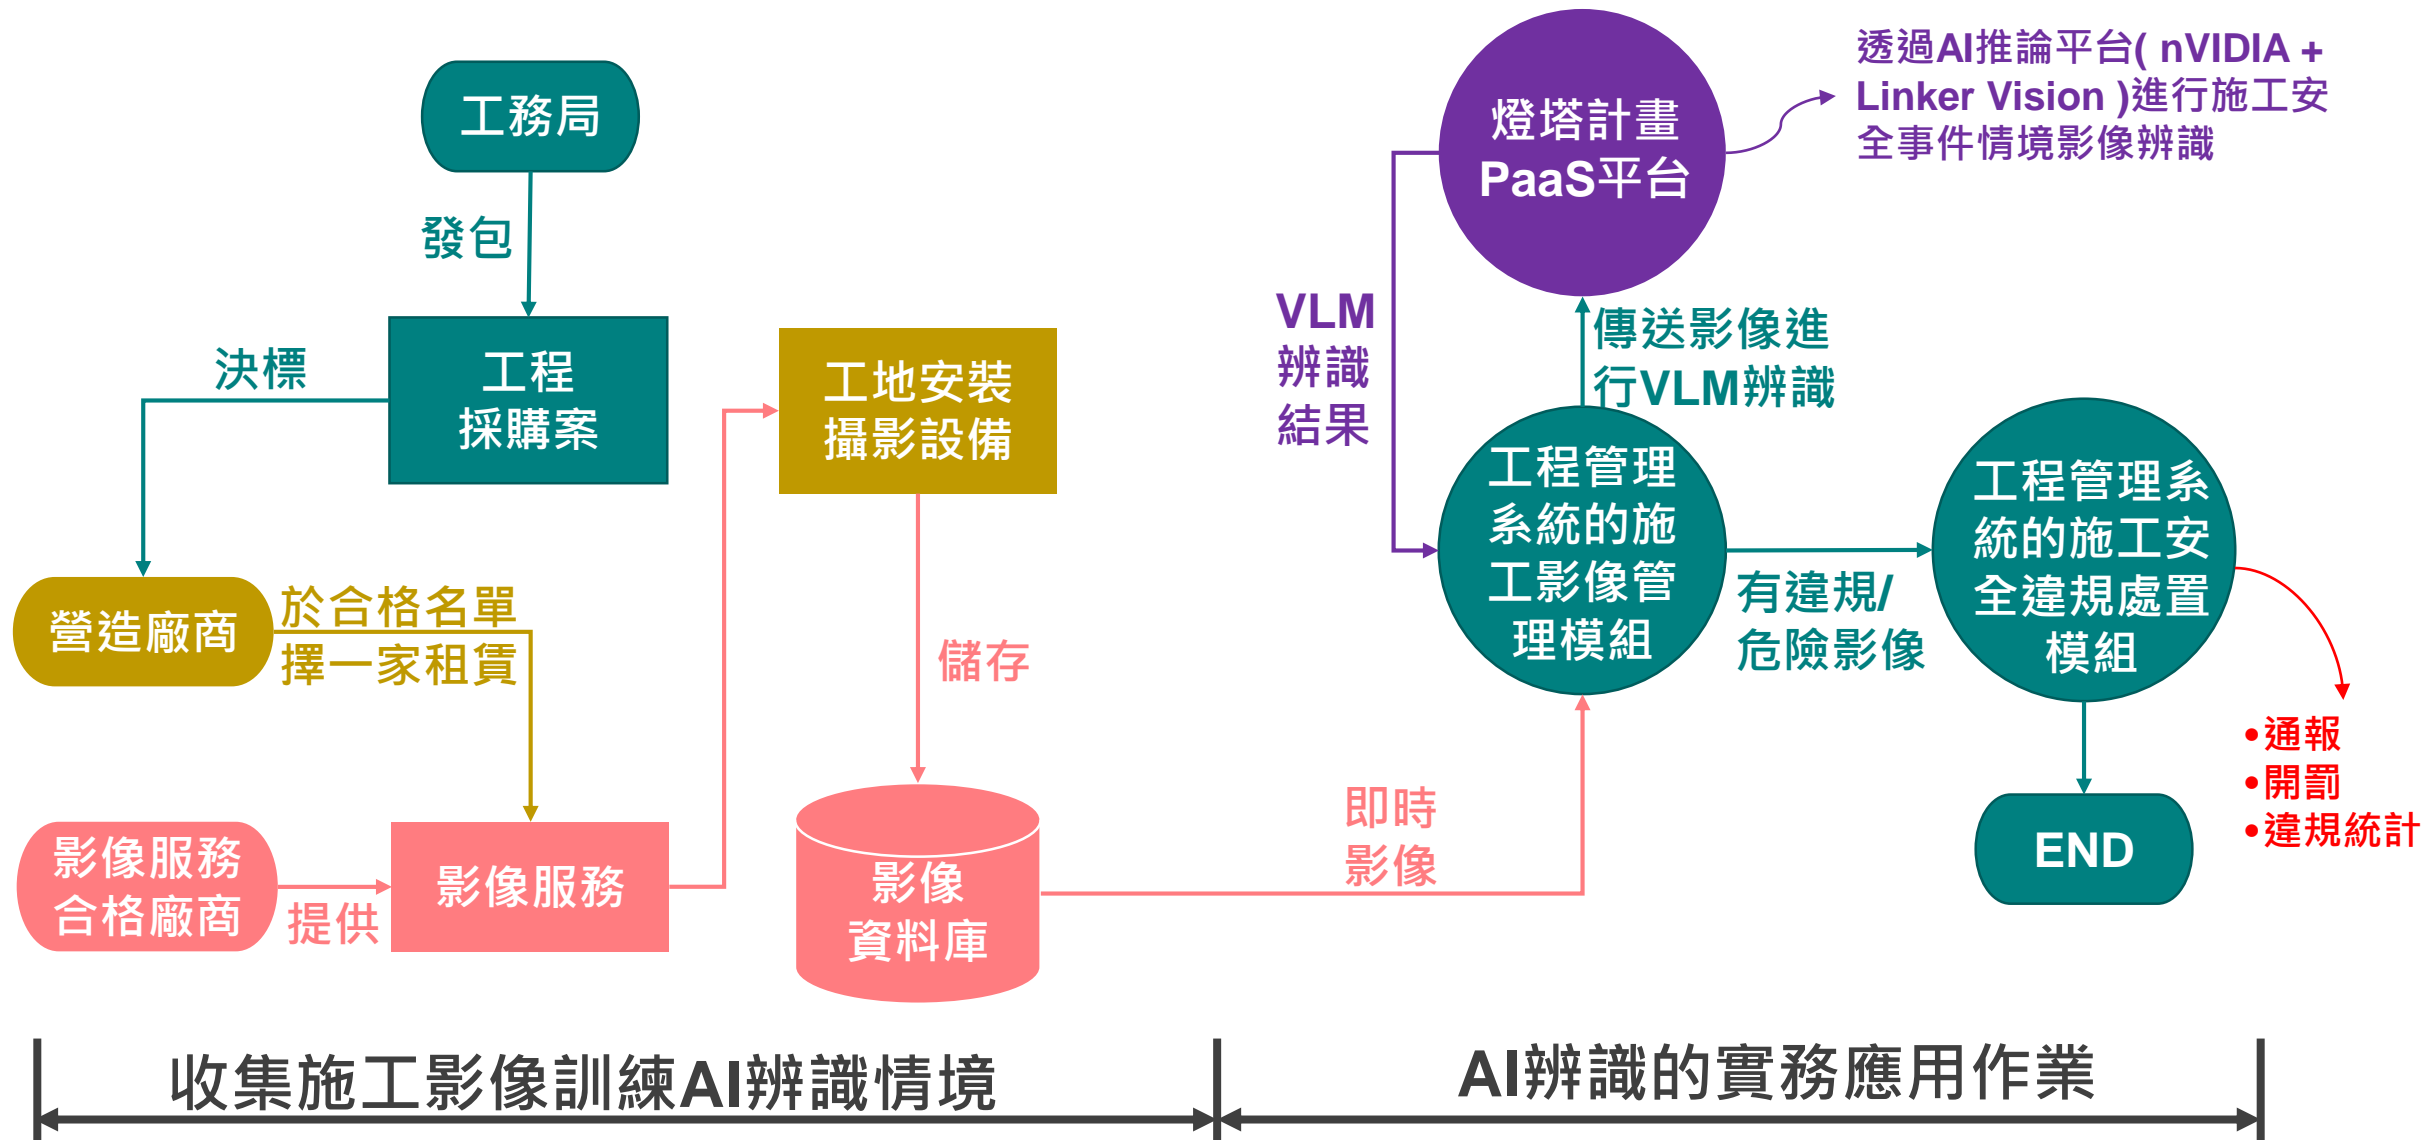 工務局
發包
工程
採購案
決標
營造廠商
於合格名單
擇一家租賃
影像服務
合格廠商
提供
影像服務
工地安裝
攝影設備
儲存
影像
資料庫
即時
影像
燈塔計畫
PaaS平台
透過AI推論平台( nVIDIA +
Linker Vision )進行施工安
全事件情境影像辨識
VLM
辨識
結果
傳送影像進
行VLM辨識
工程管理
系統的施
工影像管
理模組
有違規/
危險影像
工程管理系
統的施工安
全違規處置
模組
•通報
•開罰
•違規統計
END
收集施工影像訓練AI辨識情境
AI辨識的實務應用作業